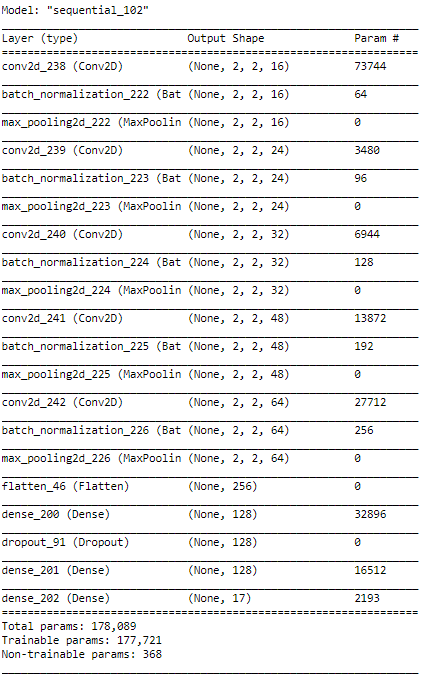 Model: "sequential_102"
Layer (type) Output Shape Param #
conv2d_238 (Conv2D) (None, 2, 2, 16) 73744
batch_normalization_222 (Bat (None, 2, 2, 16) 64
max_pooling2d_222 (MaxPoolin (None, 2, 2, 16) 0
conv2d_239 (Conv2D) (None, 2, 2, 24) 3480
batch_normalization_223 (Bat (None, 2, 2, 24) 96
max_pooling2d_223 (MaxPoolin (None, 2, 2, 24) 0
conv2d_240 (Conv2D) (None, 2, 2, 32) 6944
batch_normalization_224 (Bat (None, 2, 2, 32) 128
max_pooling2d_224 (MaxPoolin (None, 2, 2, 32) 0
conv2d_241 (Conv2D) (None, 2, 2, 48) 13872
batch_normalization_225 (Bat (None, 2, 2, 48) 192
max_pooling2d_225 (MaxPoolin (None, 2, 2, 48) 0
conv2d_242 (Conv2D) (None, 2, 2, 64) 27712
batch_normalization_226 (Bat (None, 2, 2, 64) 256
max_pooling2d_226 (MaxPoolin (None, 2, 2, 64) 0
flatten_46 (Flatten) (None, 256) 0
dense_200 (Dense) (None, 128) 32896
dropout_91 (Dropout) (None, 128) 0
dense_201 (Dense) (None, 128) 16512
dense_202 (Dense) (None, 17) 2193
Total params: 178,089
Trainable params: 177,721
Non-trainable params: 368